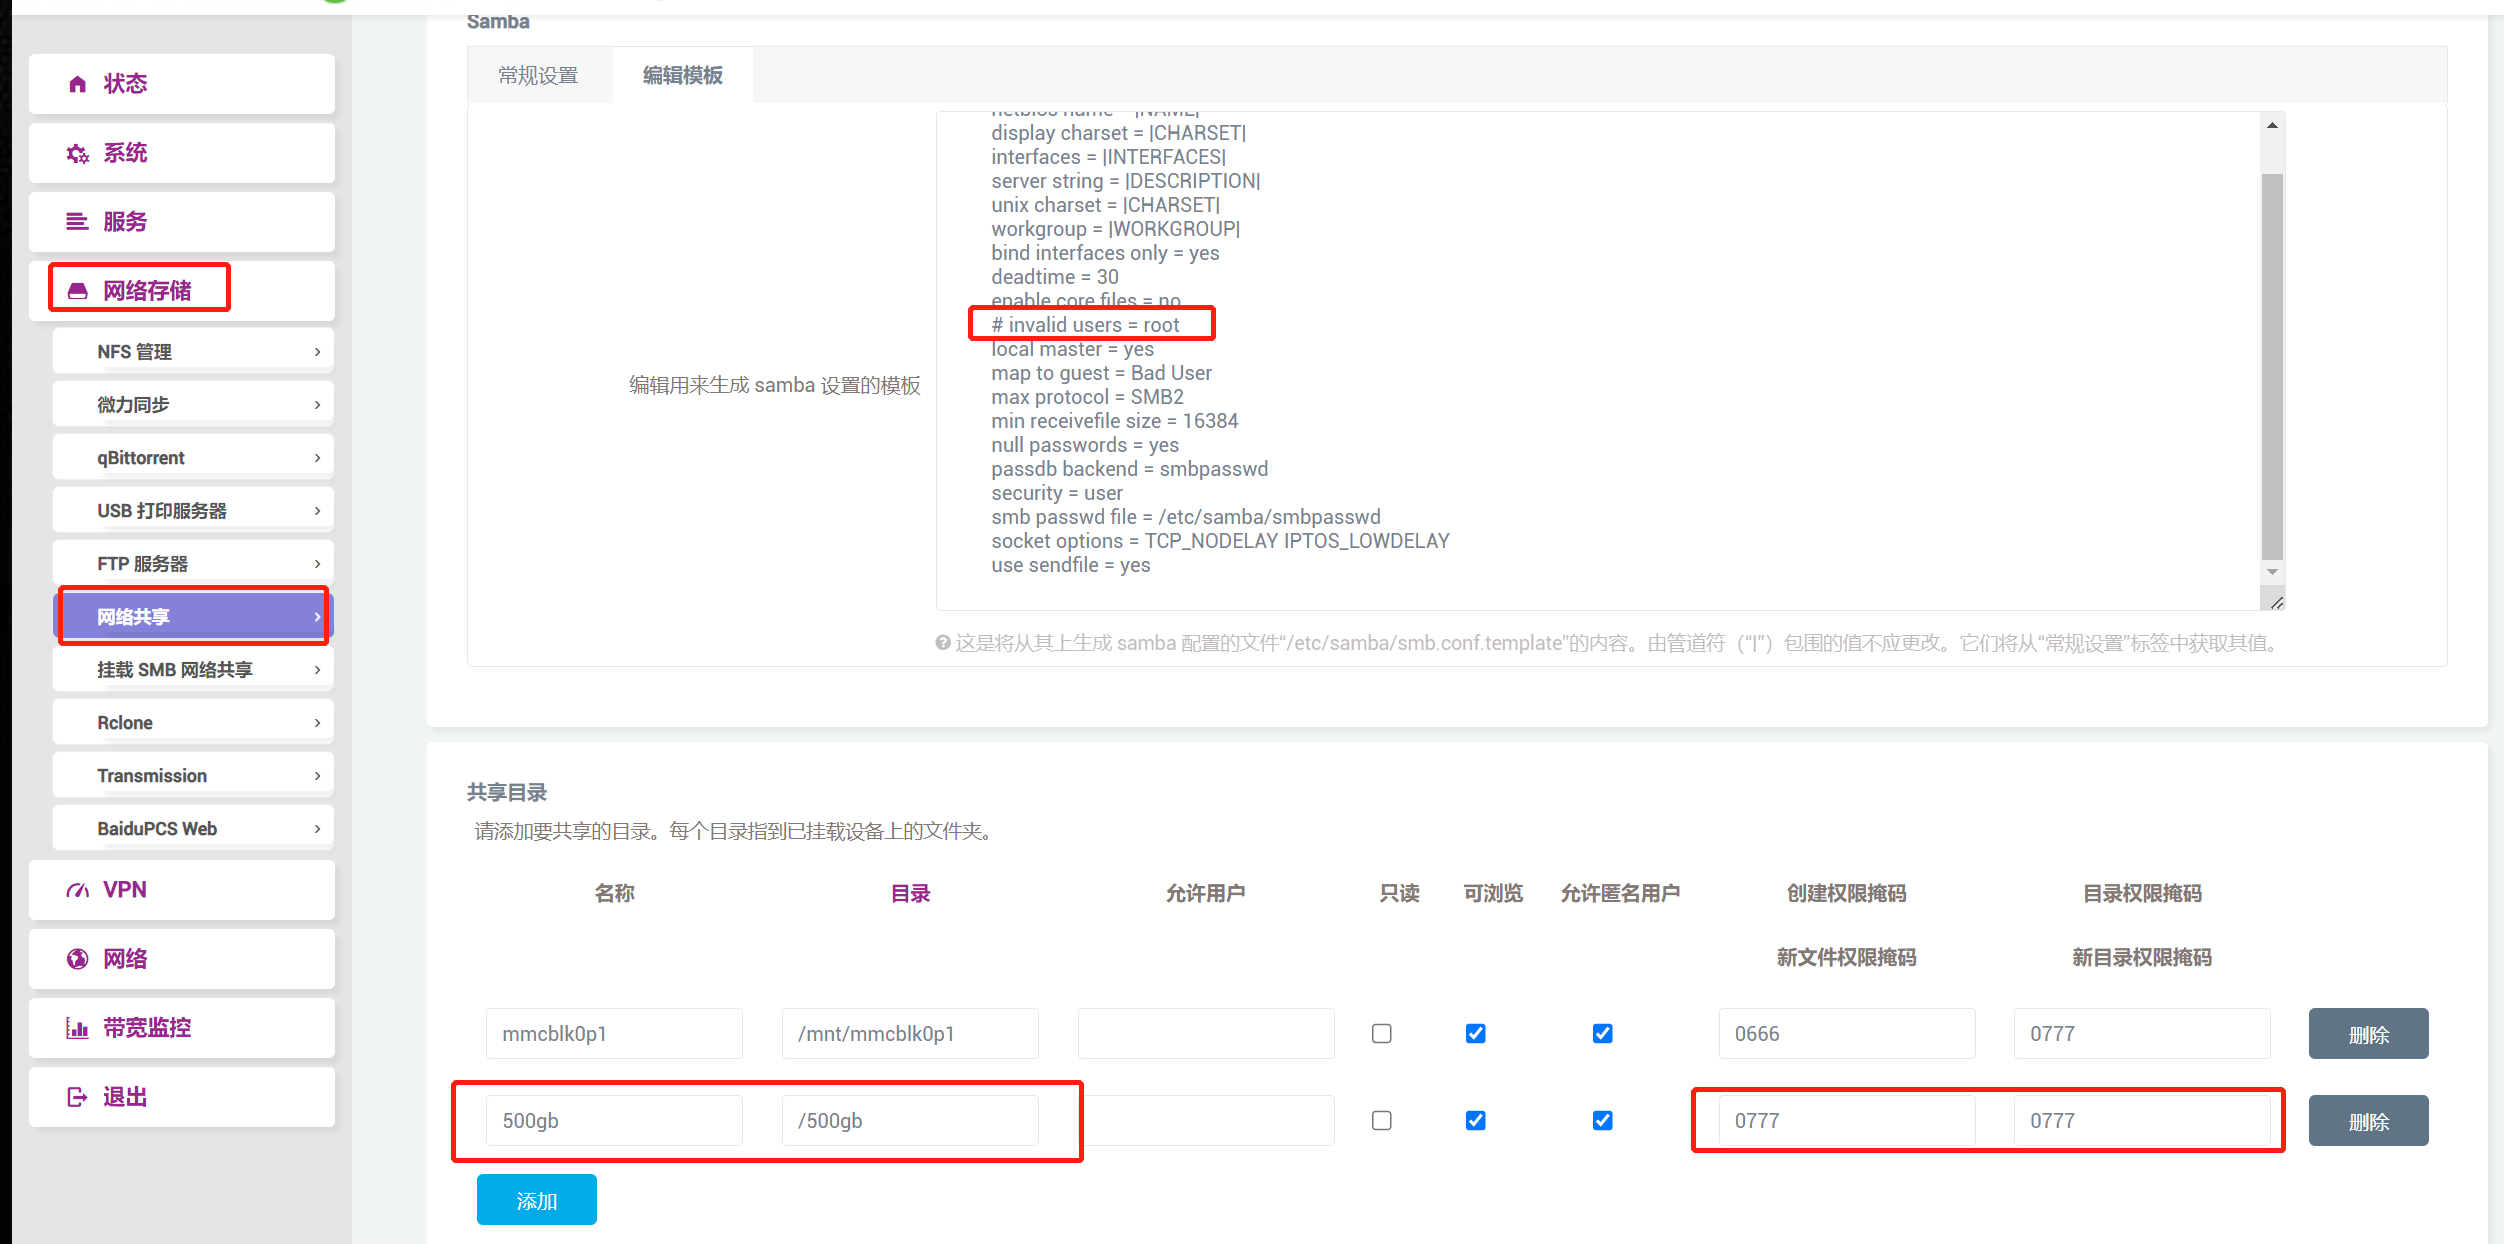 Samba
常规设置
编辑模板
状态
系统
服务
网络存储
NFS 管理
微力同步
qBittorrent
USB 打印服务器
FTP 服务器
网络共享
挂载 SMB 网络共享
Rclone
Transmission
BaiduPCS Web
VPN
网络
带宽监控
退出
编辑用来生成 samba 设置的模板
netbios name = |NAME|
display charset = |CHARSET|
interfaces = |INTERFACES|
server string = |DESCRIPTION|
unix charset = |CHARSET|
workgroup = |WORKGROUP|
bind interfaces only = yes
deadtime = 30
enable core files = no
# invalid users = root
local master = yes
map to guest = Bad User
max protocol = SMB2
min receivefile size = 16384
null passwords = yes
passdb backend = smbpasswd
security = user
smb passwd file = /etc/samba/smbpasswd
socket options = TCP_NODELAY IPTOS_LOWDELAY
use sendfile = yes
这是将从其上生成 samba 配置的文件“/etc/samba/smb.conf.template”的内容。由管道符（“|”）包围的值不应更改。它们将从“常规设置”标签中获取其值。
共享目录
请添加要共享的目录。每个目录指到已挂载设备上的文件夹。
名称 目录 允许用户 只读 可浏览 允许匿名用户 创建权限掩码 目录权限掩码
新文件权限掩码 新目录权限掩码
mmcblk0p1 /mnt/mmcblk0p1 0666 0777 删除
500gb /500gb 0777 0777 删除
添加